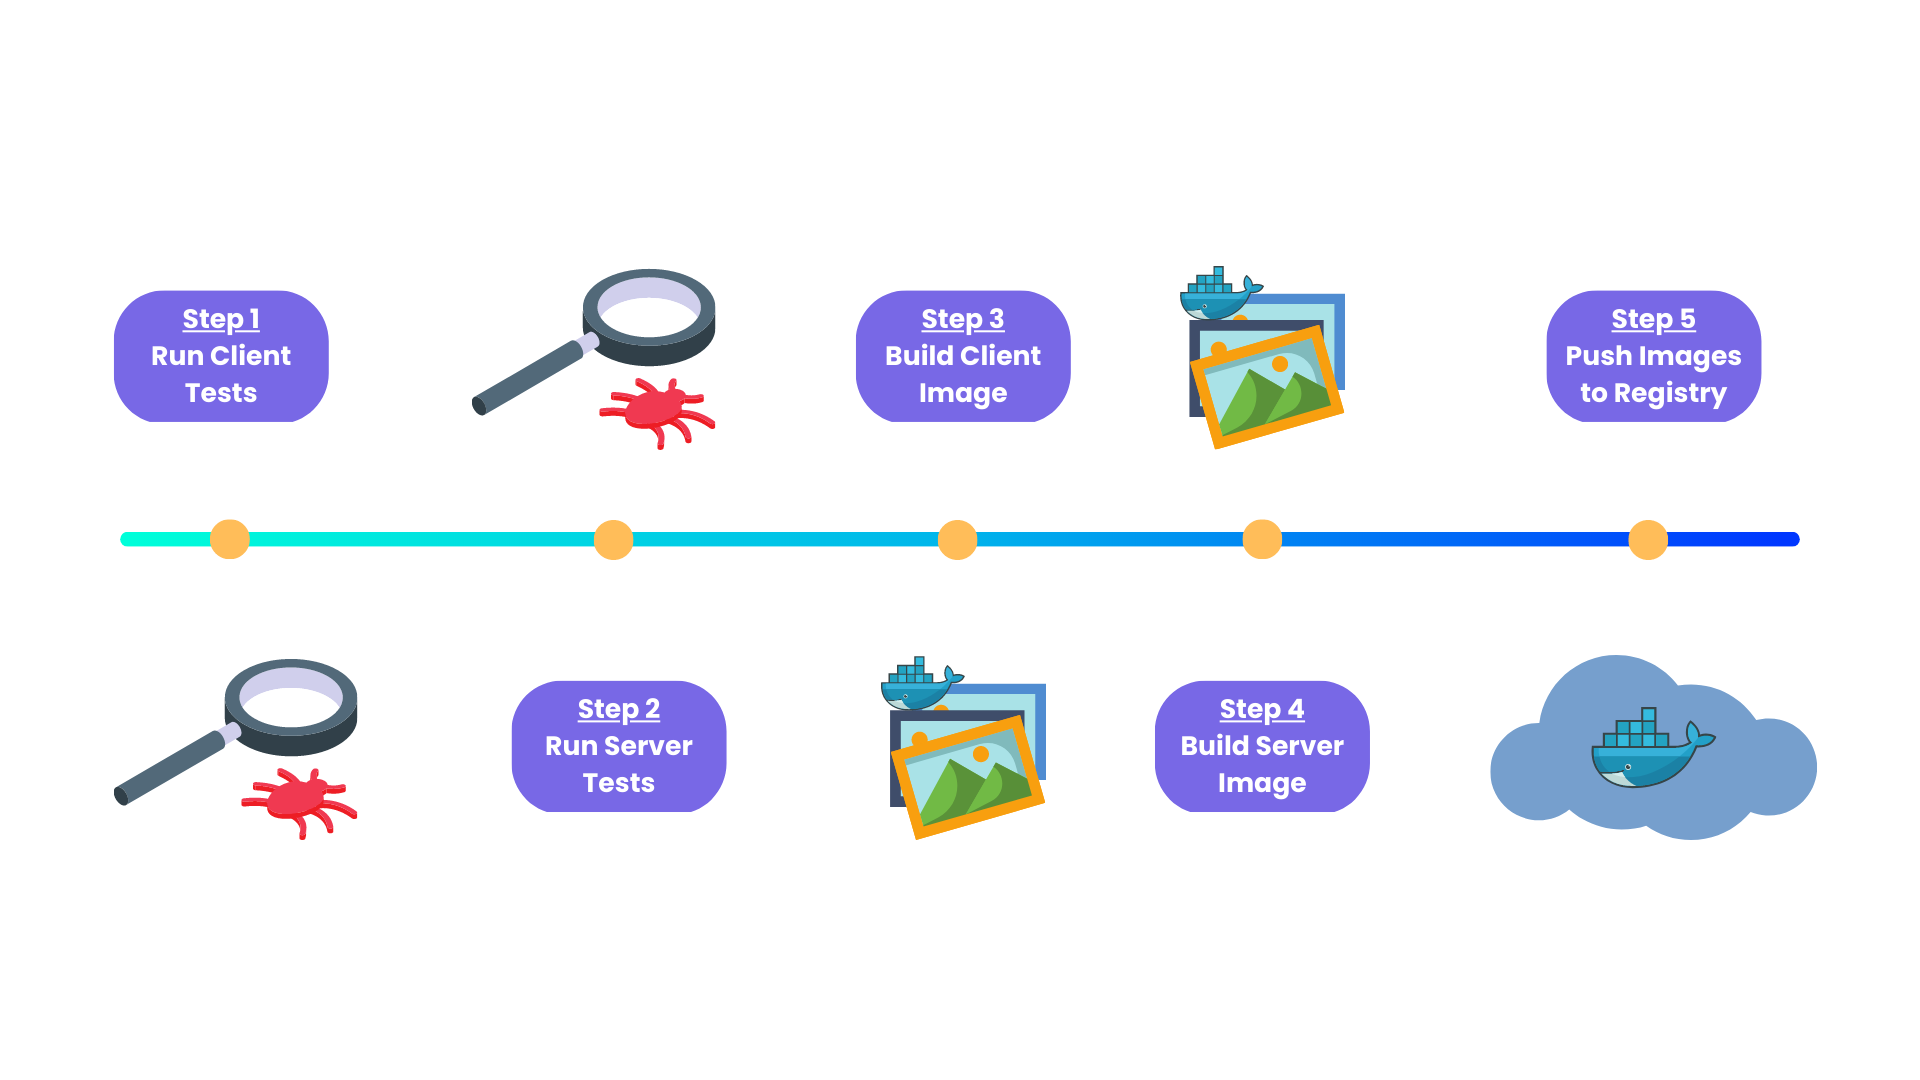 Step 1
Run Client
Tests
Step 2
Run Server
Tests
Step 3
Build Client
Image
Step 4
Build Server
Image
Step 5
Push Images
to Registry